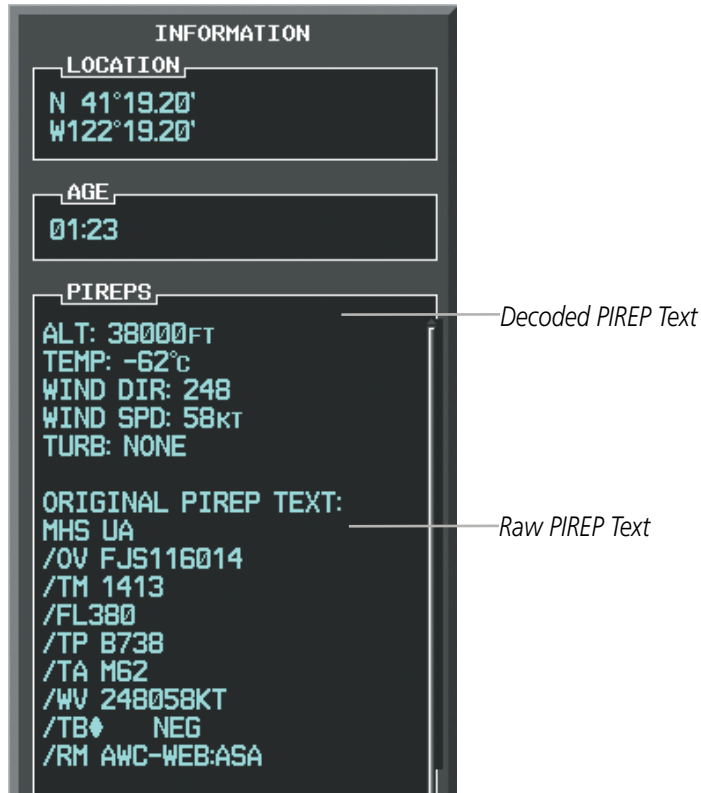 INFORMATION
LOCATION
N 41°19.20'
W122°19.20'
AGE
01:23
PIREPS
ALT: 38000FT
TEMP: -62°C
WIND DIR: 248
WIND SPD: 58KT
TURB: NONE
ORIGINAL PIREP TEXT:
MHS UA
/OV FJS116014
/TM 1413
/FL380
/TP B738
/TA M62
/WV 248058KT
/TB♦ NEG
/RM AWC-WEB:ASA
Decoded PIREP Text
Raw PIREP Text